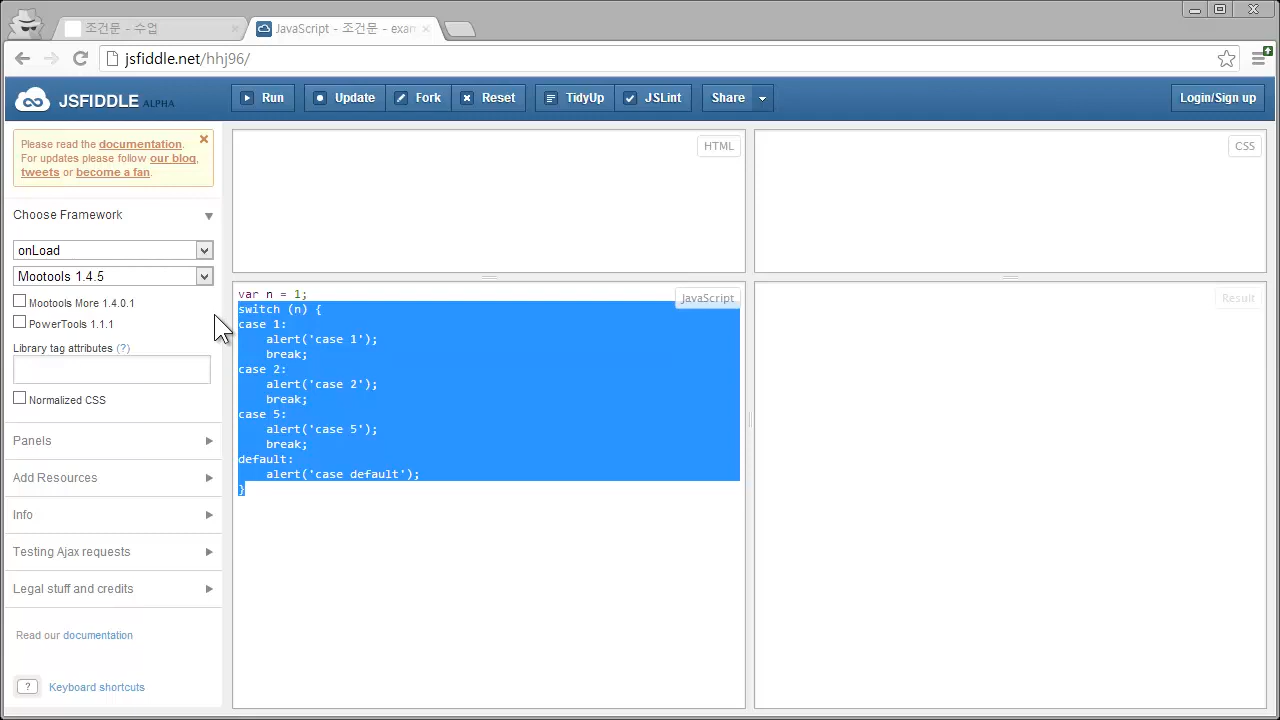 조건문 - 수업
JavaScript - 조건문 - exam
jsfiddle.net/hhj96/
JSFIDDLE ALPHA
Run
Update
Fork
Reset
TidyUp
JSLint
Share
Login/Sign up
Please read the documentation.
For updates please follow our blog,
tweets or become a fan.
Choose Framework
onLoad
Mootools 1.4.5
Mootools More 1.4.0.1
PowerTools 1.1.1
Library tag attributes (?)
Normalized CSS
Panels
Add Resources
Info
Testing Ajax requests
Legal stuff and credits
Read our documentation
? Keyboard shortcuts
HTML
CSS
JavaScript
var n = 1;
switch (n) {
case 1:
    alert('case 1');
    break;
case 2:
    alert('case 2');
    break;
case 5:
    alert('case 5');
    break;
default:
    alert('case default');
}
Result